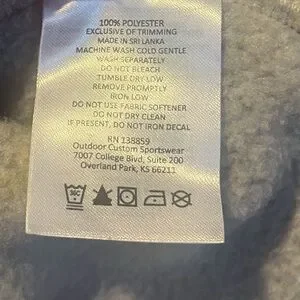 100% POLYESTER
EXCLUSIVE OF TRIMMING
MADE IN SRI LANKA
MACHINE WASH COLD GENTLE
WASH SEPARATELY
DO NOT BLEACH
TUMBLE DRY LOW
REMOVE PROMPTLY
IRON LOW
DO NOT USE FABRIC SOFTENER
DO NOT DRY CLEAN
IF PRESENT, DO NOT IRON DECAL
RN 138859
Outdoor Custom Sportswear
7007 College Blvd, Suite 200
Overland Park, KS 66211
30C